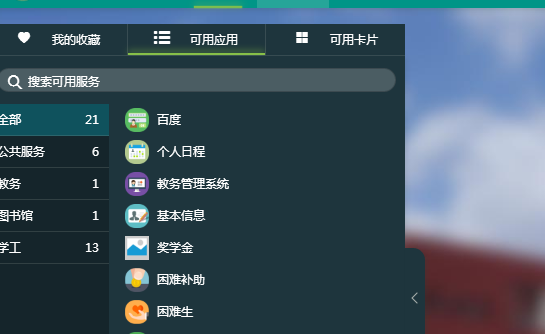 我的收藏 可用应用 可用卡片
搜索可用服务
全部 21
公共服务 6
教务 1
图书馆 1
学工 13
百度
个人日程
教务管理系统
基本信息
奖学金
困难补助
困难生